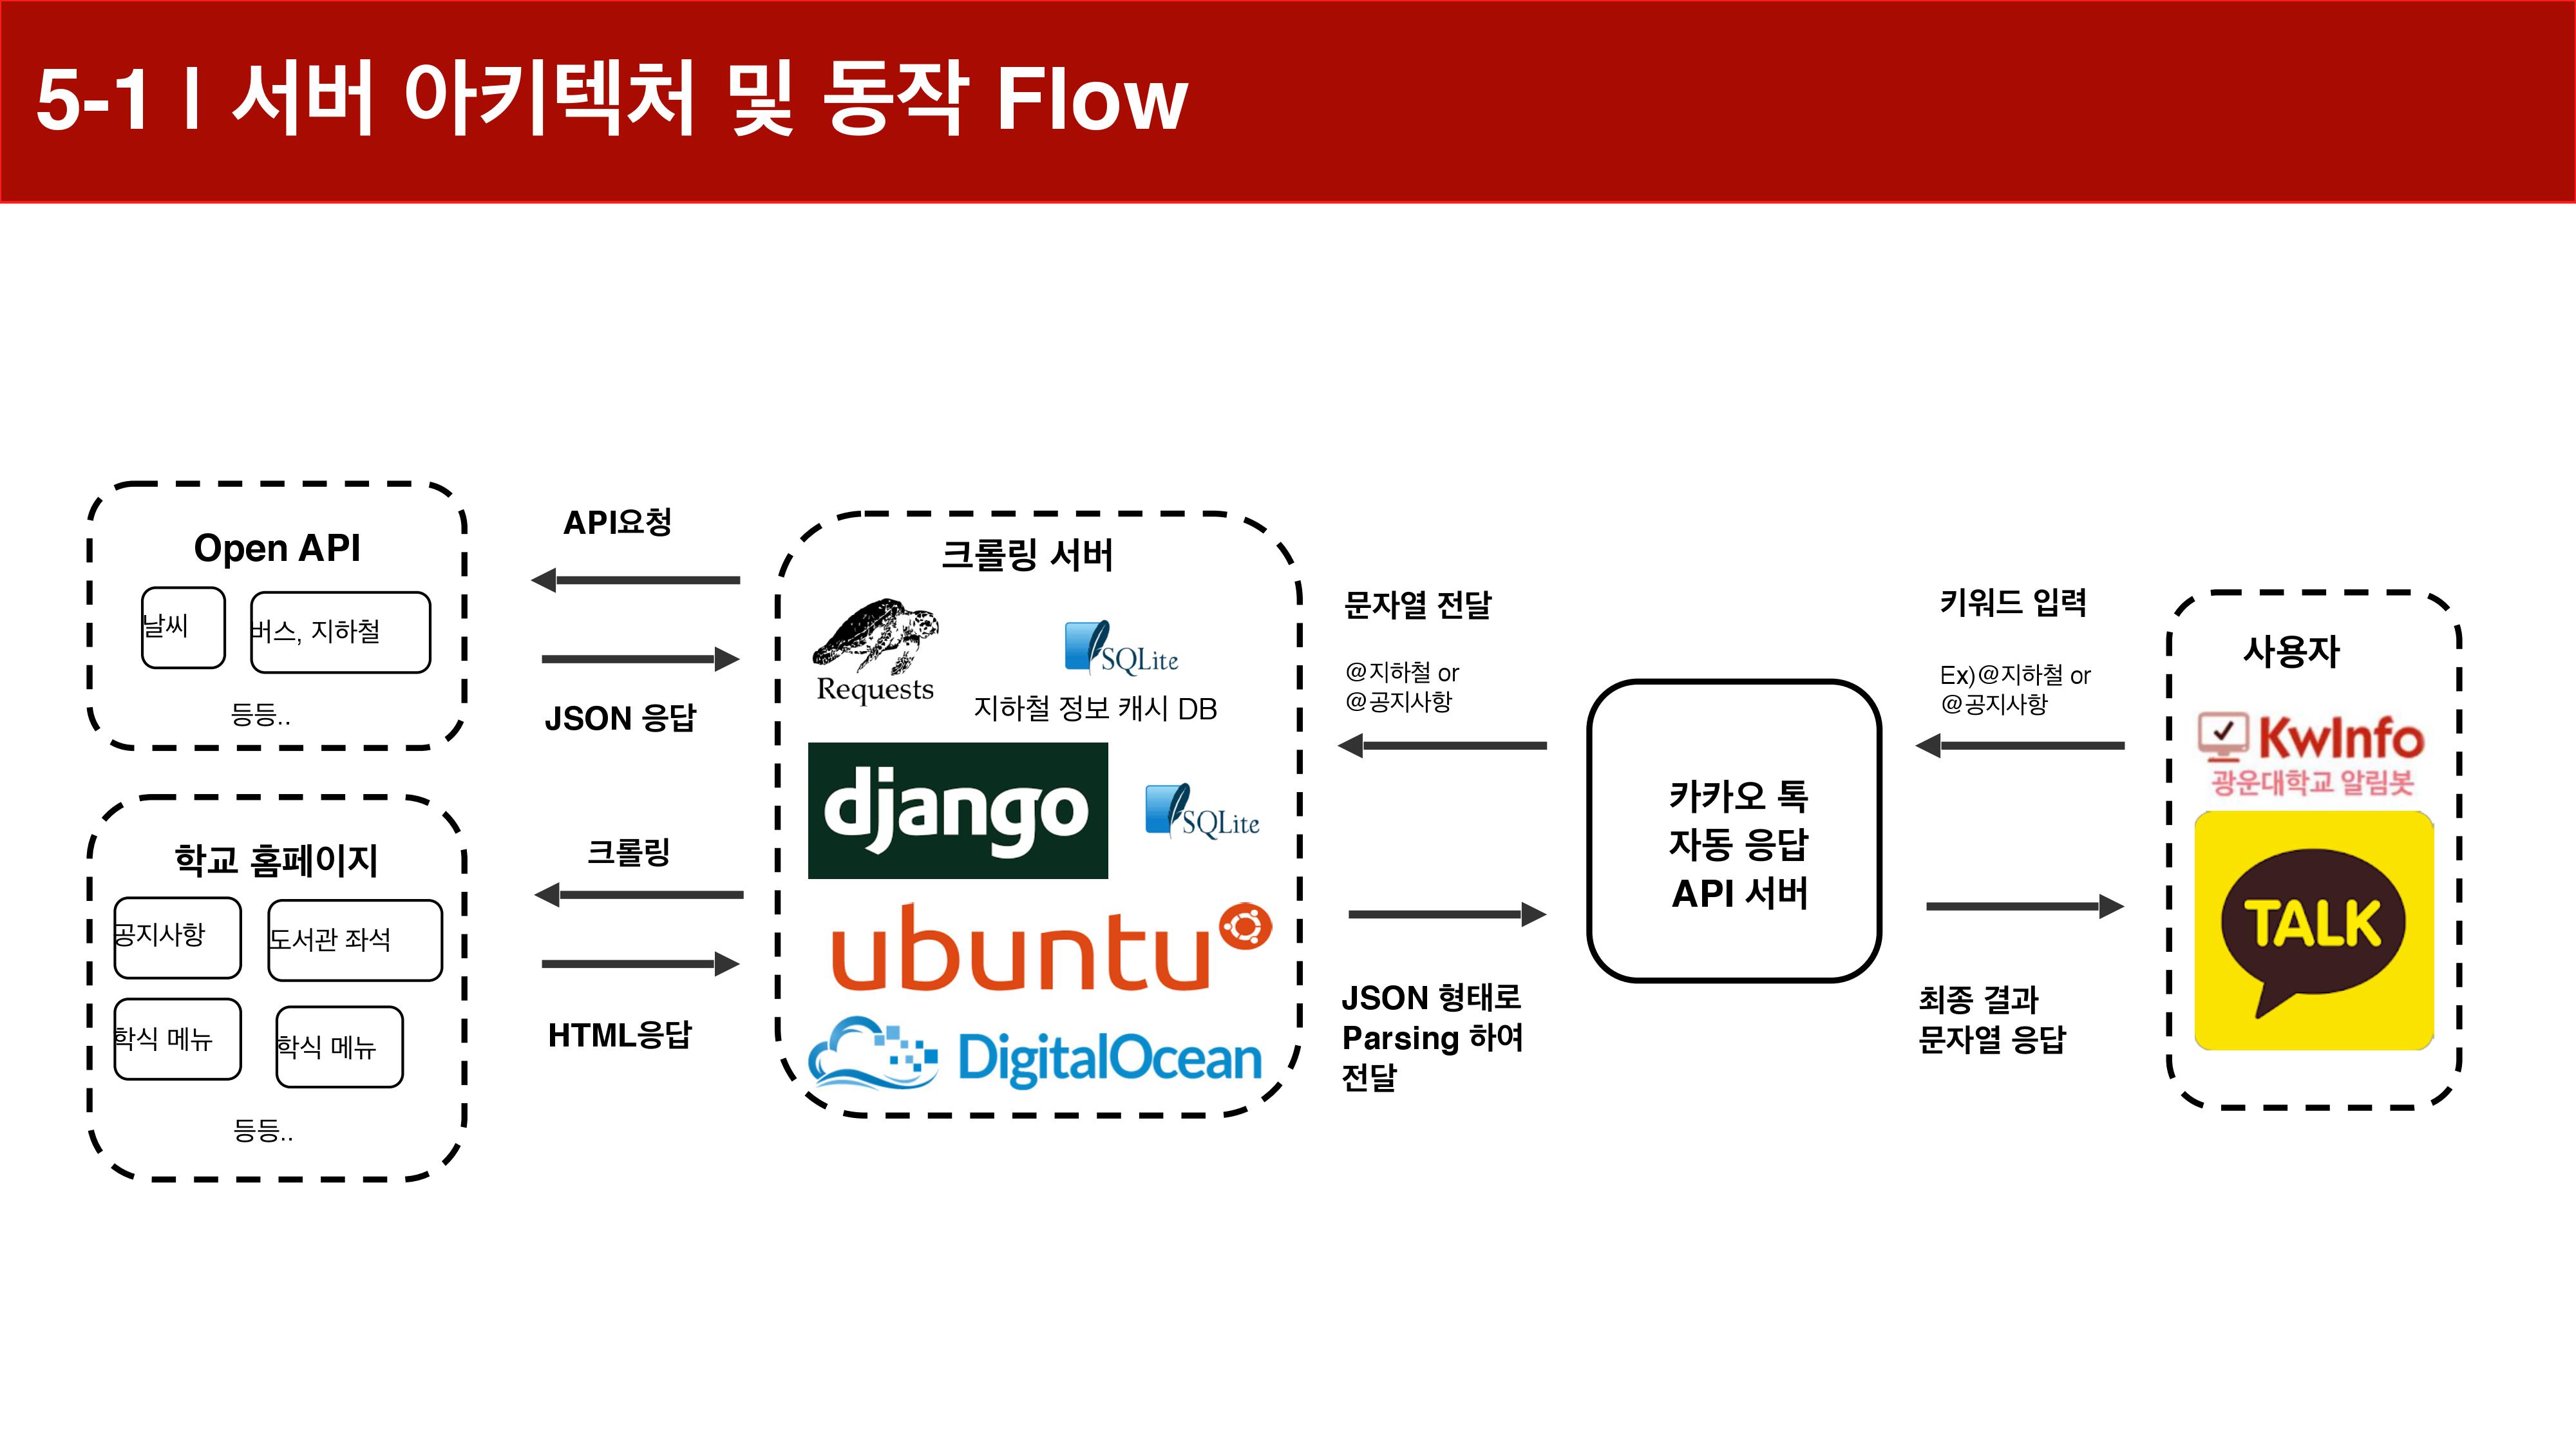 5-1 | 서버 아키텍처 및 동작 Flow
Open API
날씨
버스, 지하철
등등..
학교 홈페이지
공지사항
도서관 좌석
학식 메뉴
학식 메뉴
등등..
API요청
JSON 응답
크롤링
HTML응답
크롤링 서버
Requests
SQLite
지하철 정보 캐시 DB
django
SQLite
ubuntu
DigitalOcean
문자열 전달
@지하철 or
@공지사항
JSON 형태로
Parsing 하여
전달
카카오 톡
자동 응답
API 서버
키워드 입력
Ex)@지하철 or
@공지사항
최종 결과
문자열 응답
사용자
KwInfo
광운대학교 알림봇
TALK